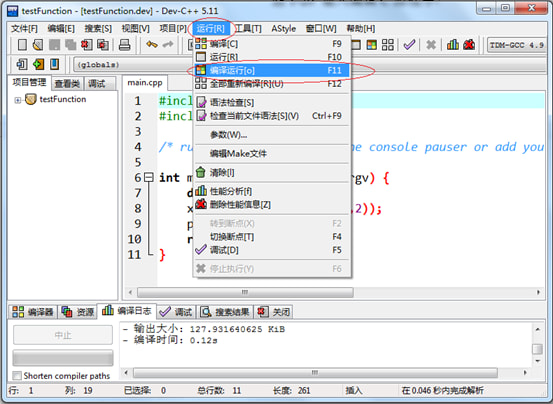 testFunction - [testFunction.dev] - Dev-C++ 5.11
文件[F] 编辑[E] 搜索[S] 视图[V] 项目[P] 运行[R] 工具[T] AStyle 窗口[W] 帮助[H]
编译[C] F9
运行[R] F10
编译运行[o] F11
全部重新编译[R](U) F12
语法检查[S]
检查当前文件语法[S](V) Ctrl+F9
参数(W)...
编辑Make文件
清除[l]
性能分析[f]
删除性能信息[Z]
转到断点(X) F2
切换断点[T] F4
调试[D] F5
停止执行(Y) F6
TDM-GCC 4.9
(globals)
项目管理 查看类 调试
testFunction
main.cpp
1 #incl
2 #incl
3
4 /* ru ne console pauser or add you
5
6 int m rgv) {
7 d
8 x ,2));
9 p
10 r
11 }
编译器 资源 编译日志 调试 搜索结果 关闭
中止
Shorten compiler paths
- 输出大小: 127.931640625 KiB
- 编译时间: 0.12s
行: 1 列: 19 已选择: 0 总行数: 11 长度: 261 插入 在 0.046 秒内完成解析